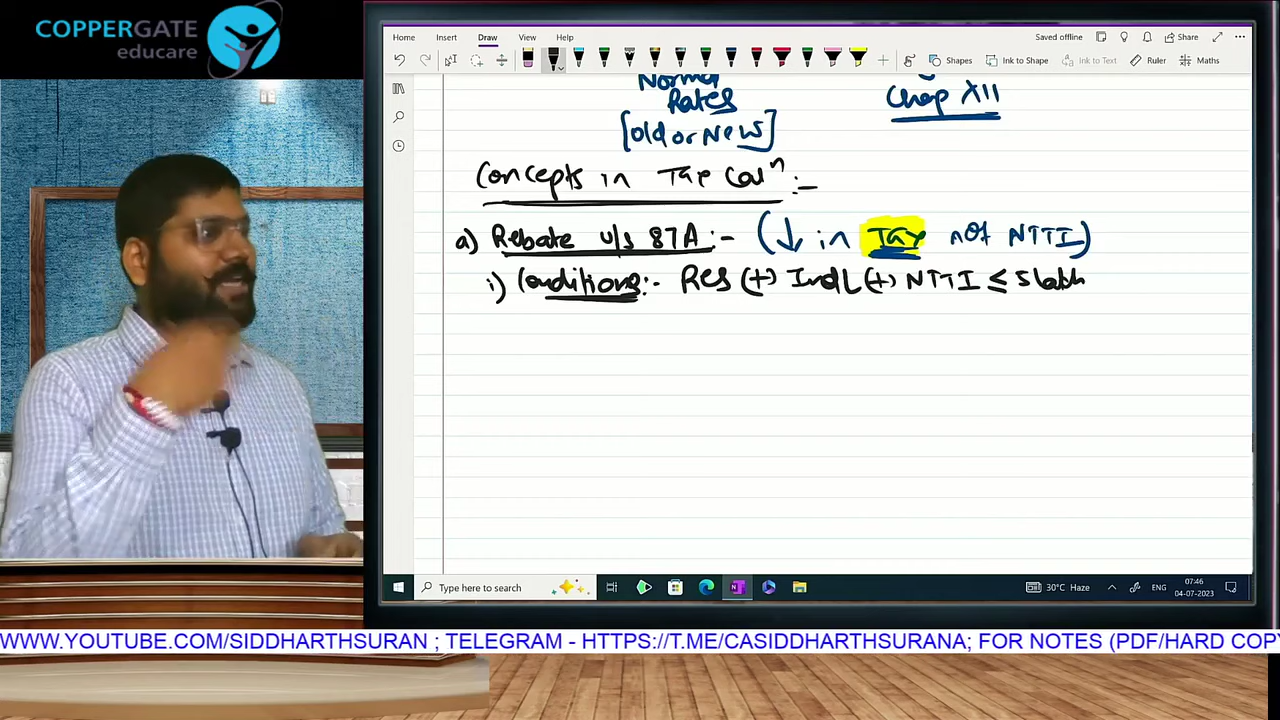 COPPERGATE
educare
Home Insert Draw View Help
Saved offline Share
Shapes Ink to Shape Ink to Text Ruler Maths
Normal
Rates
[old or New]
Chap XII
Concepts in Tax Calⁿ :-
a) Rebate u/s 87A :- (↓ in Tax not NTTI)
i) Conditions :- Res (+) Indl (+) NTTI ≤ 5 lakh
Type here to search
30°C Haze ENG 07:46
04-07-2023
WWW.YOUTUBE.COM/SIDDHARTHSURAN ; TELEGRAM - HTTPS://T.ME/CASIDDHARTHSURANA; FOR NOTES (PDF/HARD COPY